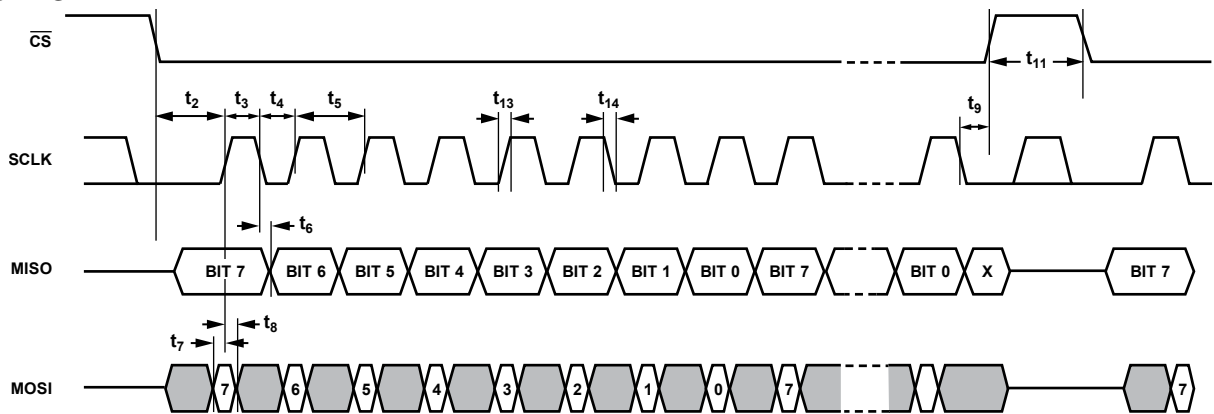 CS
t11
t2 t3 t4 t5 t13 t14 t9
SCLK
t6
MISO BIT 7 BIT 6 BIT 5 BIT 4 BIT 3 BIT 2 BIT 1 BIT 0 BIT 7 BIT 0 X BIT 7
t7 t8
MOSI 7 6 5 4 3 2 1 0 7 7